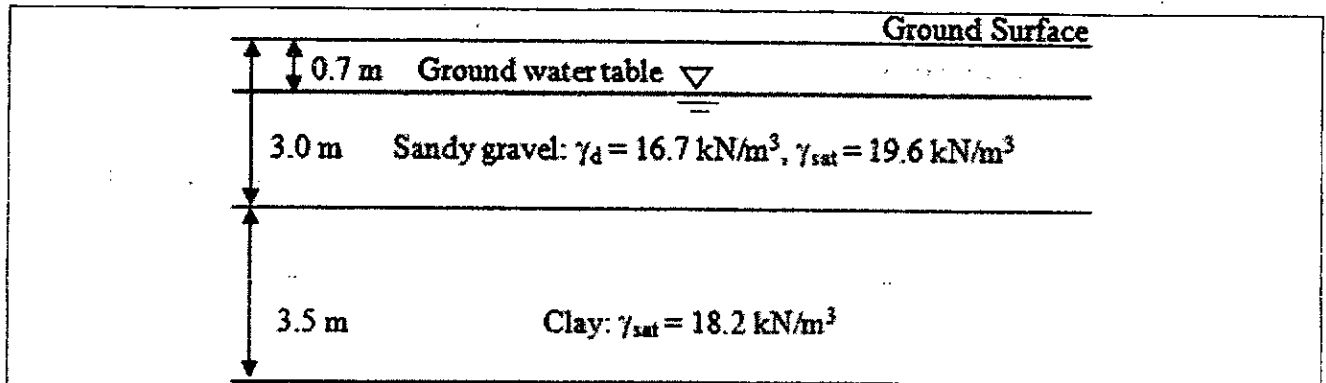 Ground Surface
0.7 m Ground water table
3.0 m Sandy gravel: γd = 16.7 kN/m³, γsat = 19.6 kN/m³
3.5 m Clay: γsat = 18.2 kN/m³